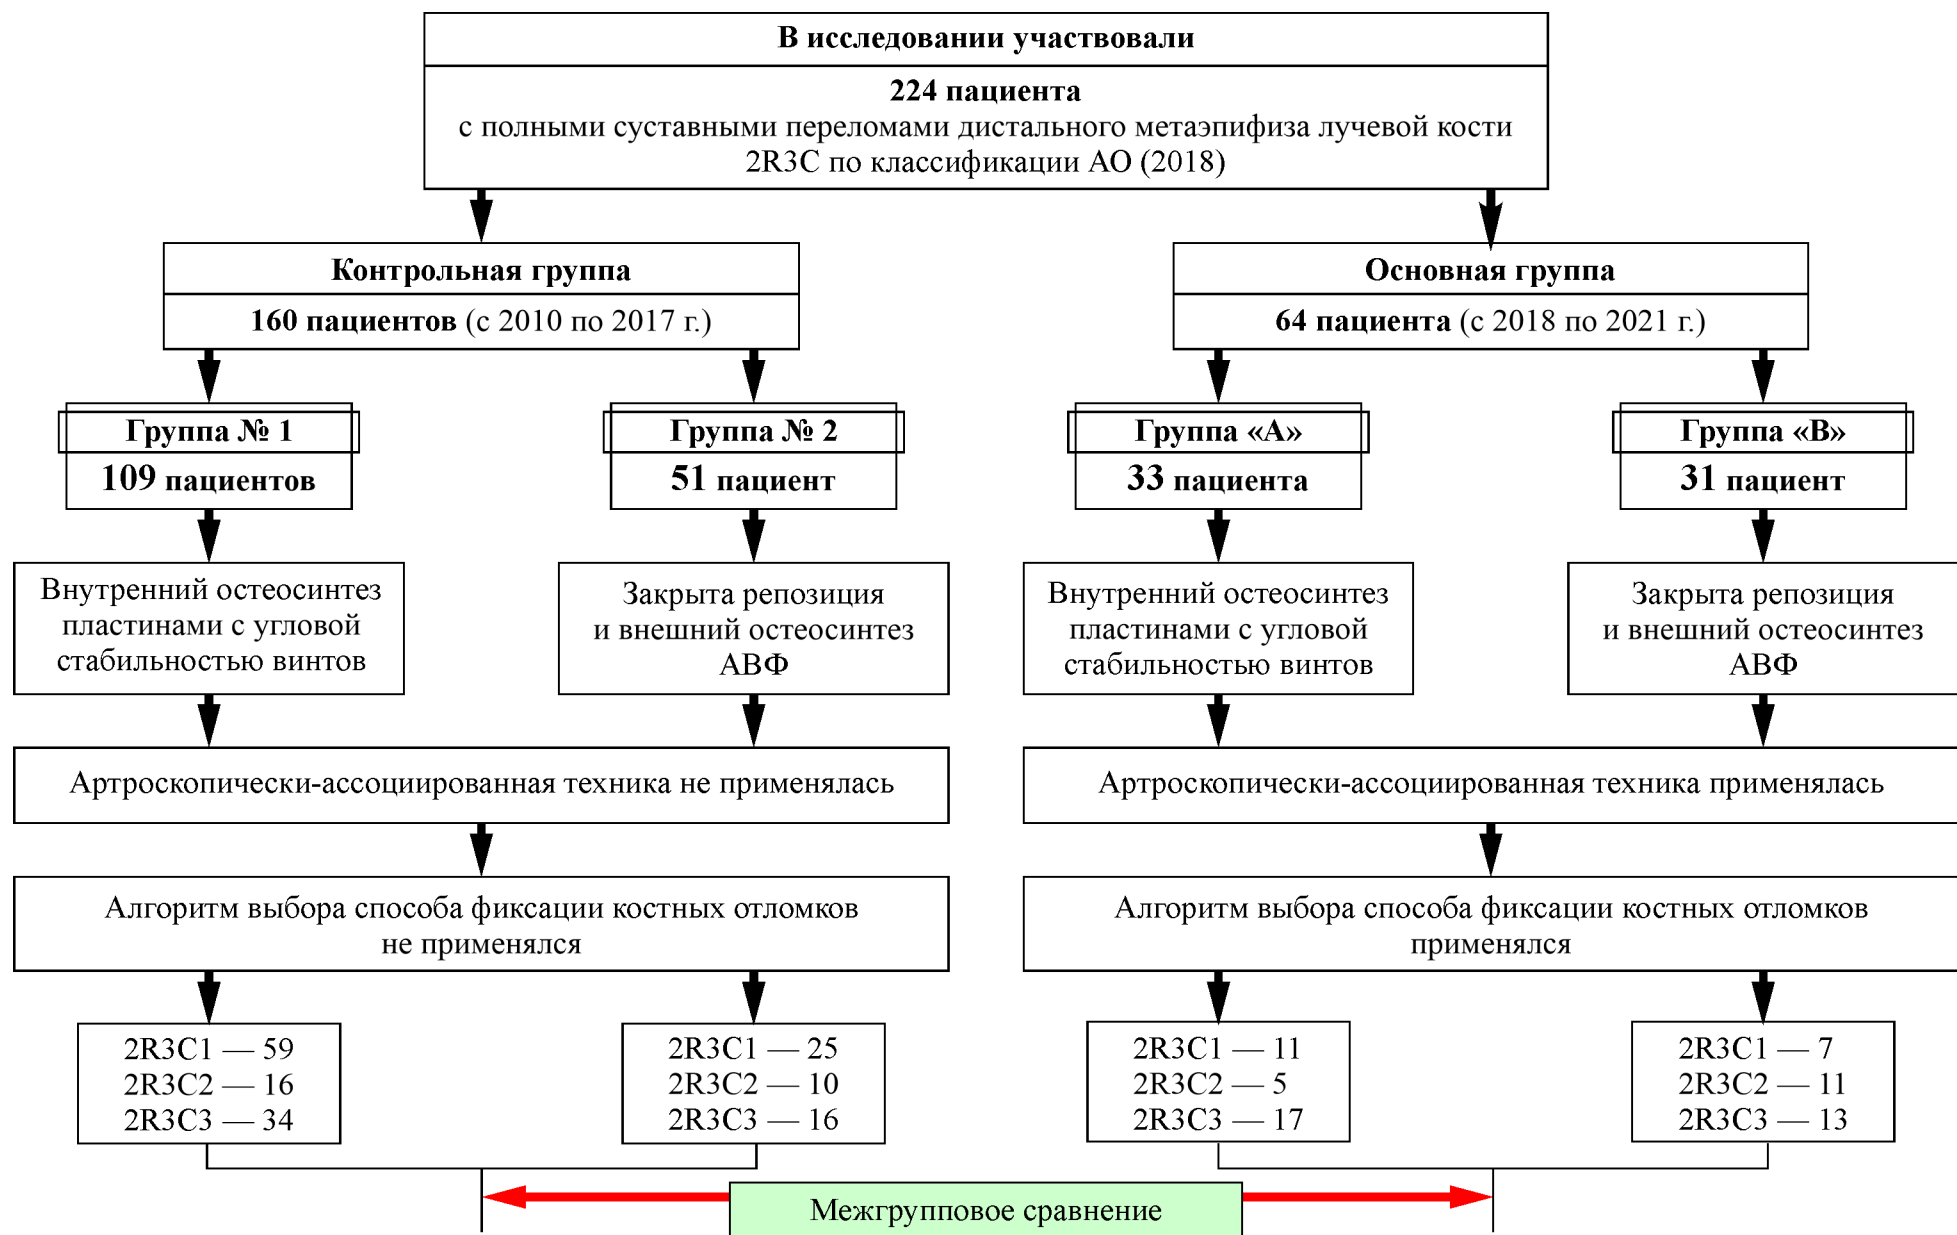 В исследовании участвовали
224 пациента
с полными суставными переломами дистального метаэпифиза лучевой кости
2R3C по классификации АО (2018)
Контрольная группа
160 пациентов (с 2010 по 2017 г.)
Основная группа
64 пациента (с 2018 по 2021 г.)
Группа № 1
109 пациентов
Группа № 2
51 пациент
Группа «А»
33 пациента
Группа «В»
31 пациент
Внутренний остеосинтез
пластинами с угловой
стабильностью винтов
Закрыта репозиция
и внешний остеосинтез
АВФ
Внутренний остеосинтез
пластинами с угловой
стабильностью винтов
Закрыта репозиция
и внешний остеосинтез
АВФ
Артроскопически-ассоциированная техника не применялась
Артроскопически-ассоциированная техника применялась
Алгоритм выбора способа фиксации костных отломков
не применялся
Алгоритм выбора способа фиксации костных отломков
применялся
2R3C1 — 59
2R3C2 — 16
2R3C3 — 34
2R3C1 — 25
2R3C2 — 10
2R3C3 — 16
2R3C1 — 11
2R3C2 — 5
2R3C3 — 17
2R3C1 — 7
2R3C2 — 11
2R3C3 — 13
Межгрупповое сравнение